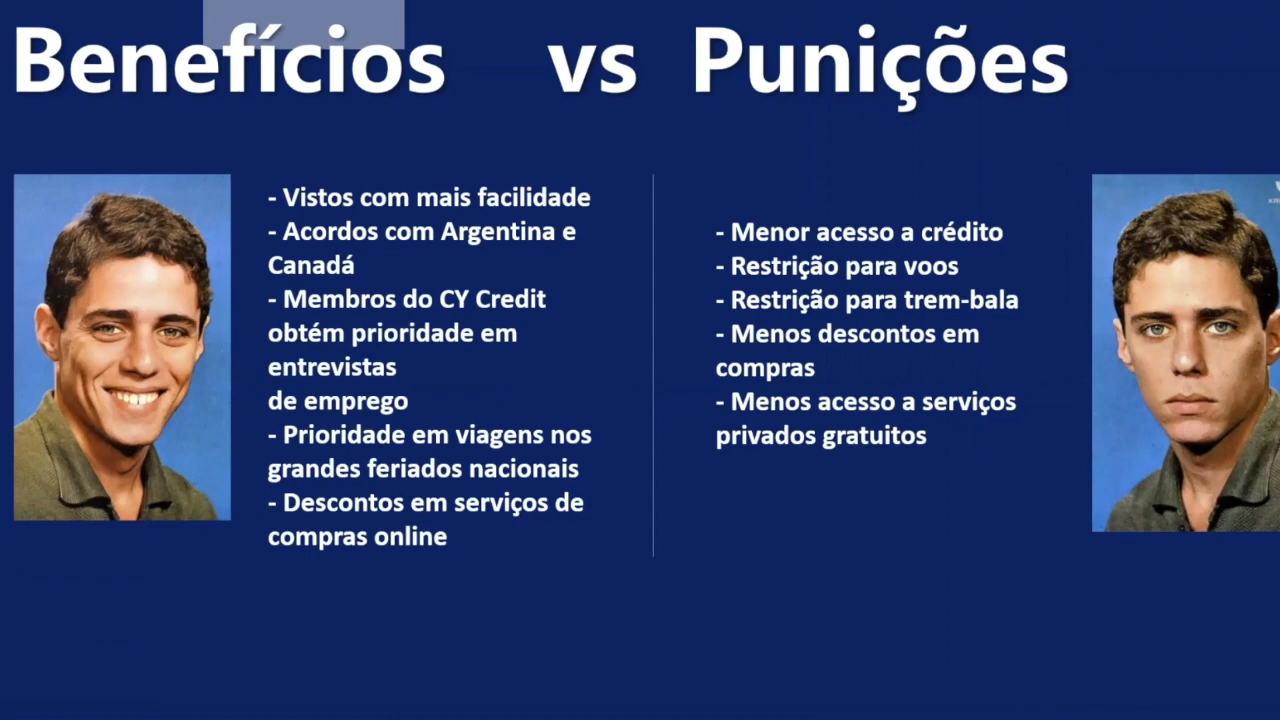 Benefícios vs Punições
- Vistos com mais facilidade
- Acordos com Argentina e
Canadá
- Membros do CY Credit
obtém prioridade em
entrevistas
de emprego
- Prioridade em viagens nos
grandes feriados nacionais
- Descontos em serviços de
compras online
- Menor acesso a crédito
- Restrição para voos
- Restrição para trem-bala
- Menos descontos em
compras
- Menos acesso a serviços
privados gratuitos